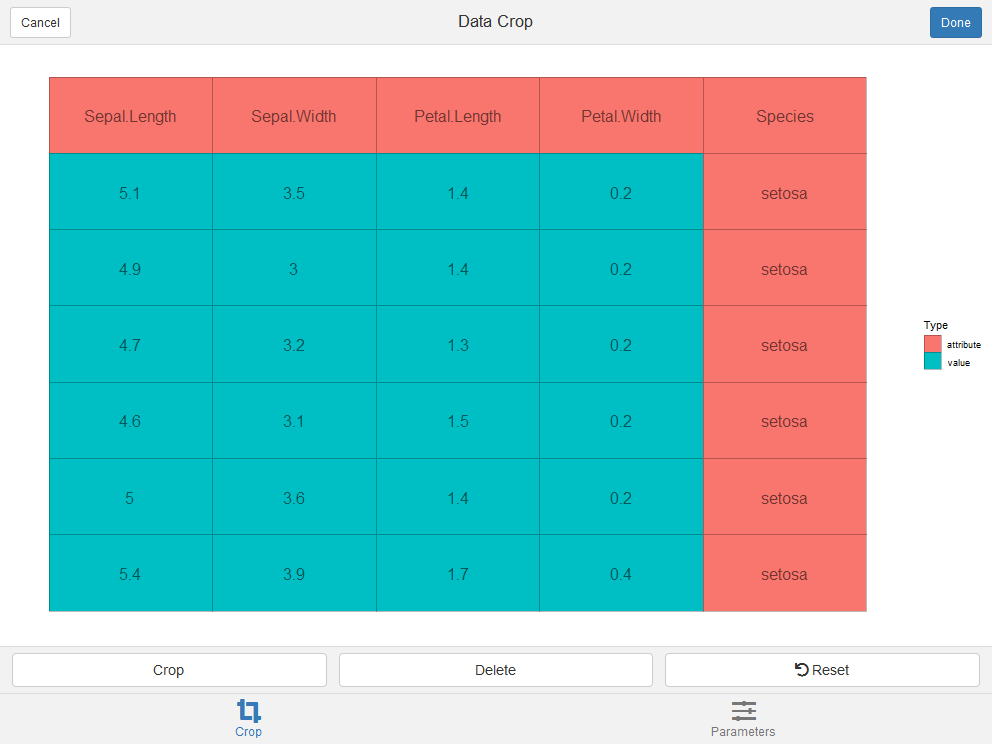 Cancel Data Crop Done
Sepal.Length Sepal.Width Petal.Length Petal.Width Species
5.1 3.5 1.4 0.2 setosa
4.9 3 1.4 0.2 setosa
4.7 3.2 1.3 0.2 setosa
4.6 3.1 1.5 0.2 setosa
5 3.6 1.4 0.2 setosa
5.4 3.9 1.7 0.4 setosa
Type
attribute
value
Crop Delete Reset
Crop Parameters